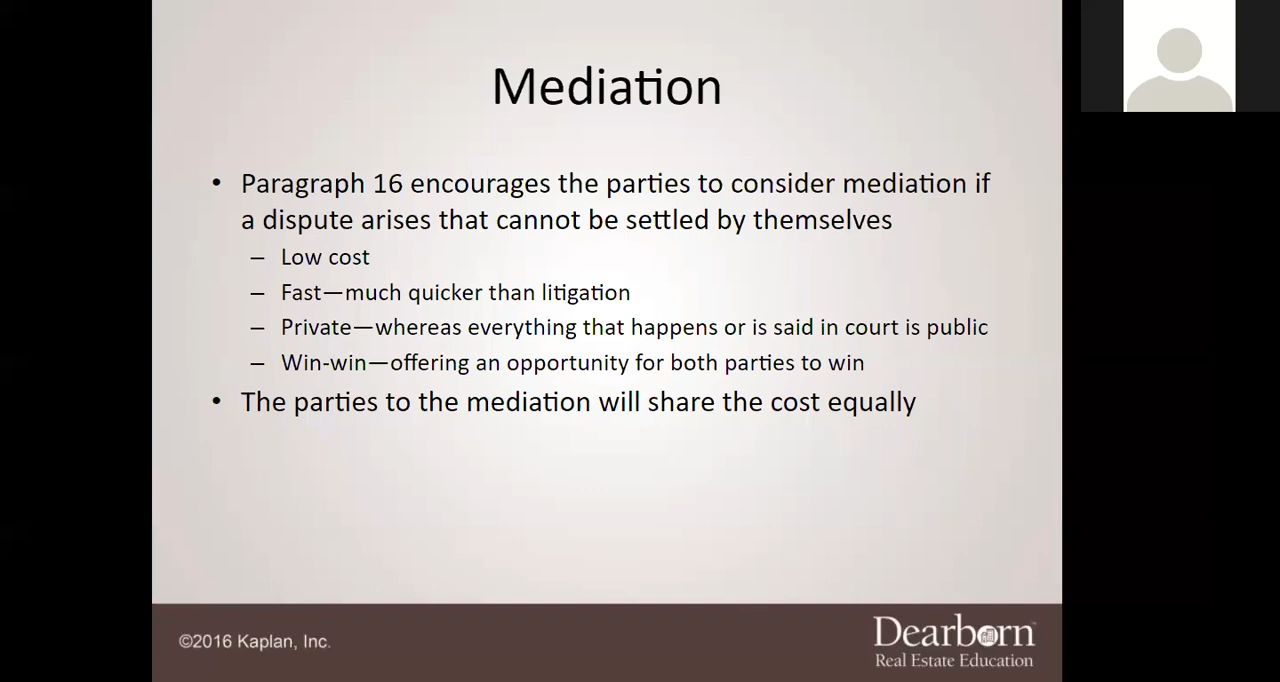 Mediation
• Paragraph 16 encourages the parties to consider mediation if
a dispute arises that cannot be settled by themselves
– Low cost
– Fast—much quicker than litigation
– Private—whereas everything that happens or is said in court is public
– Win-win—offering an opportunity for both parties to win
• The parties to the mediation will share the cost equally
©2016 Kaplan, Inc.
Dearborn™
Real Estate Education